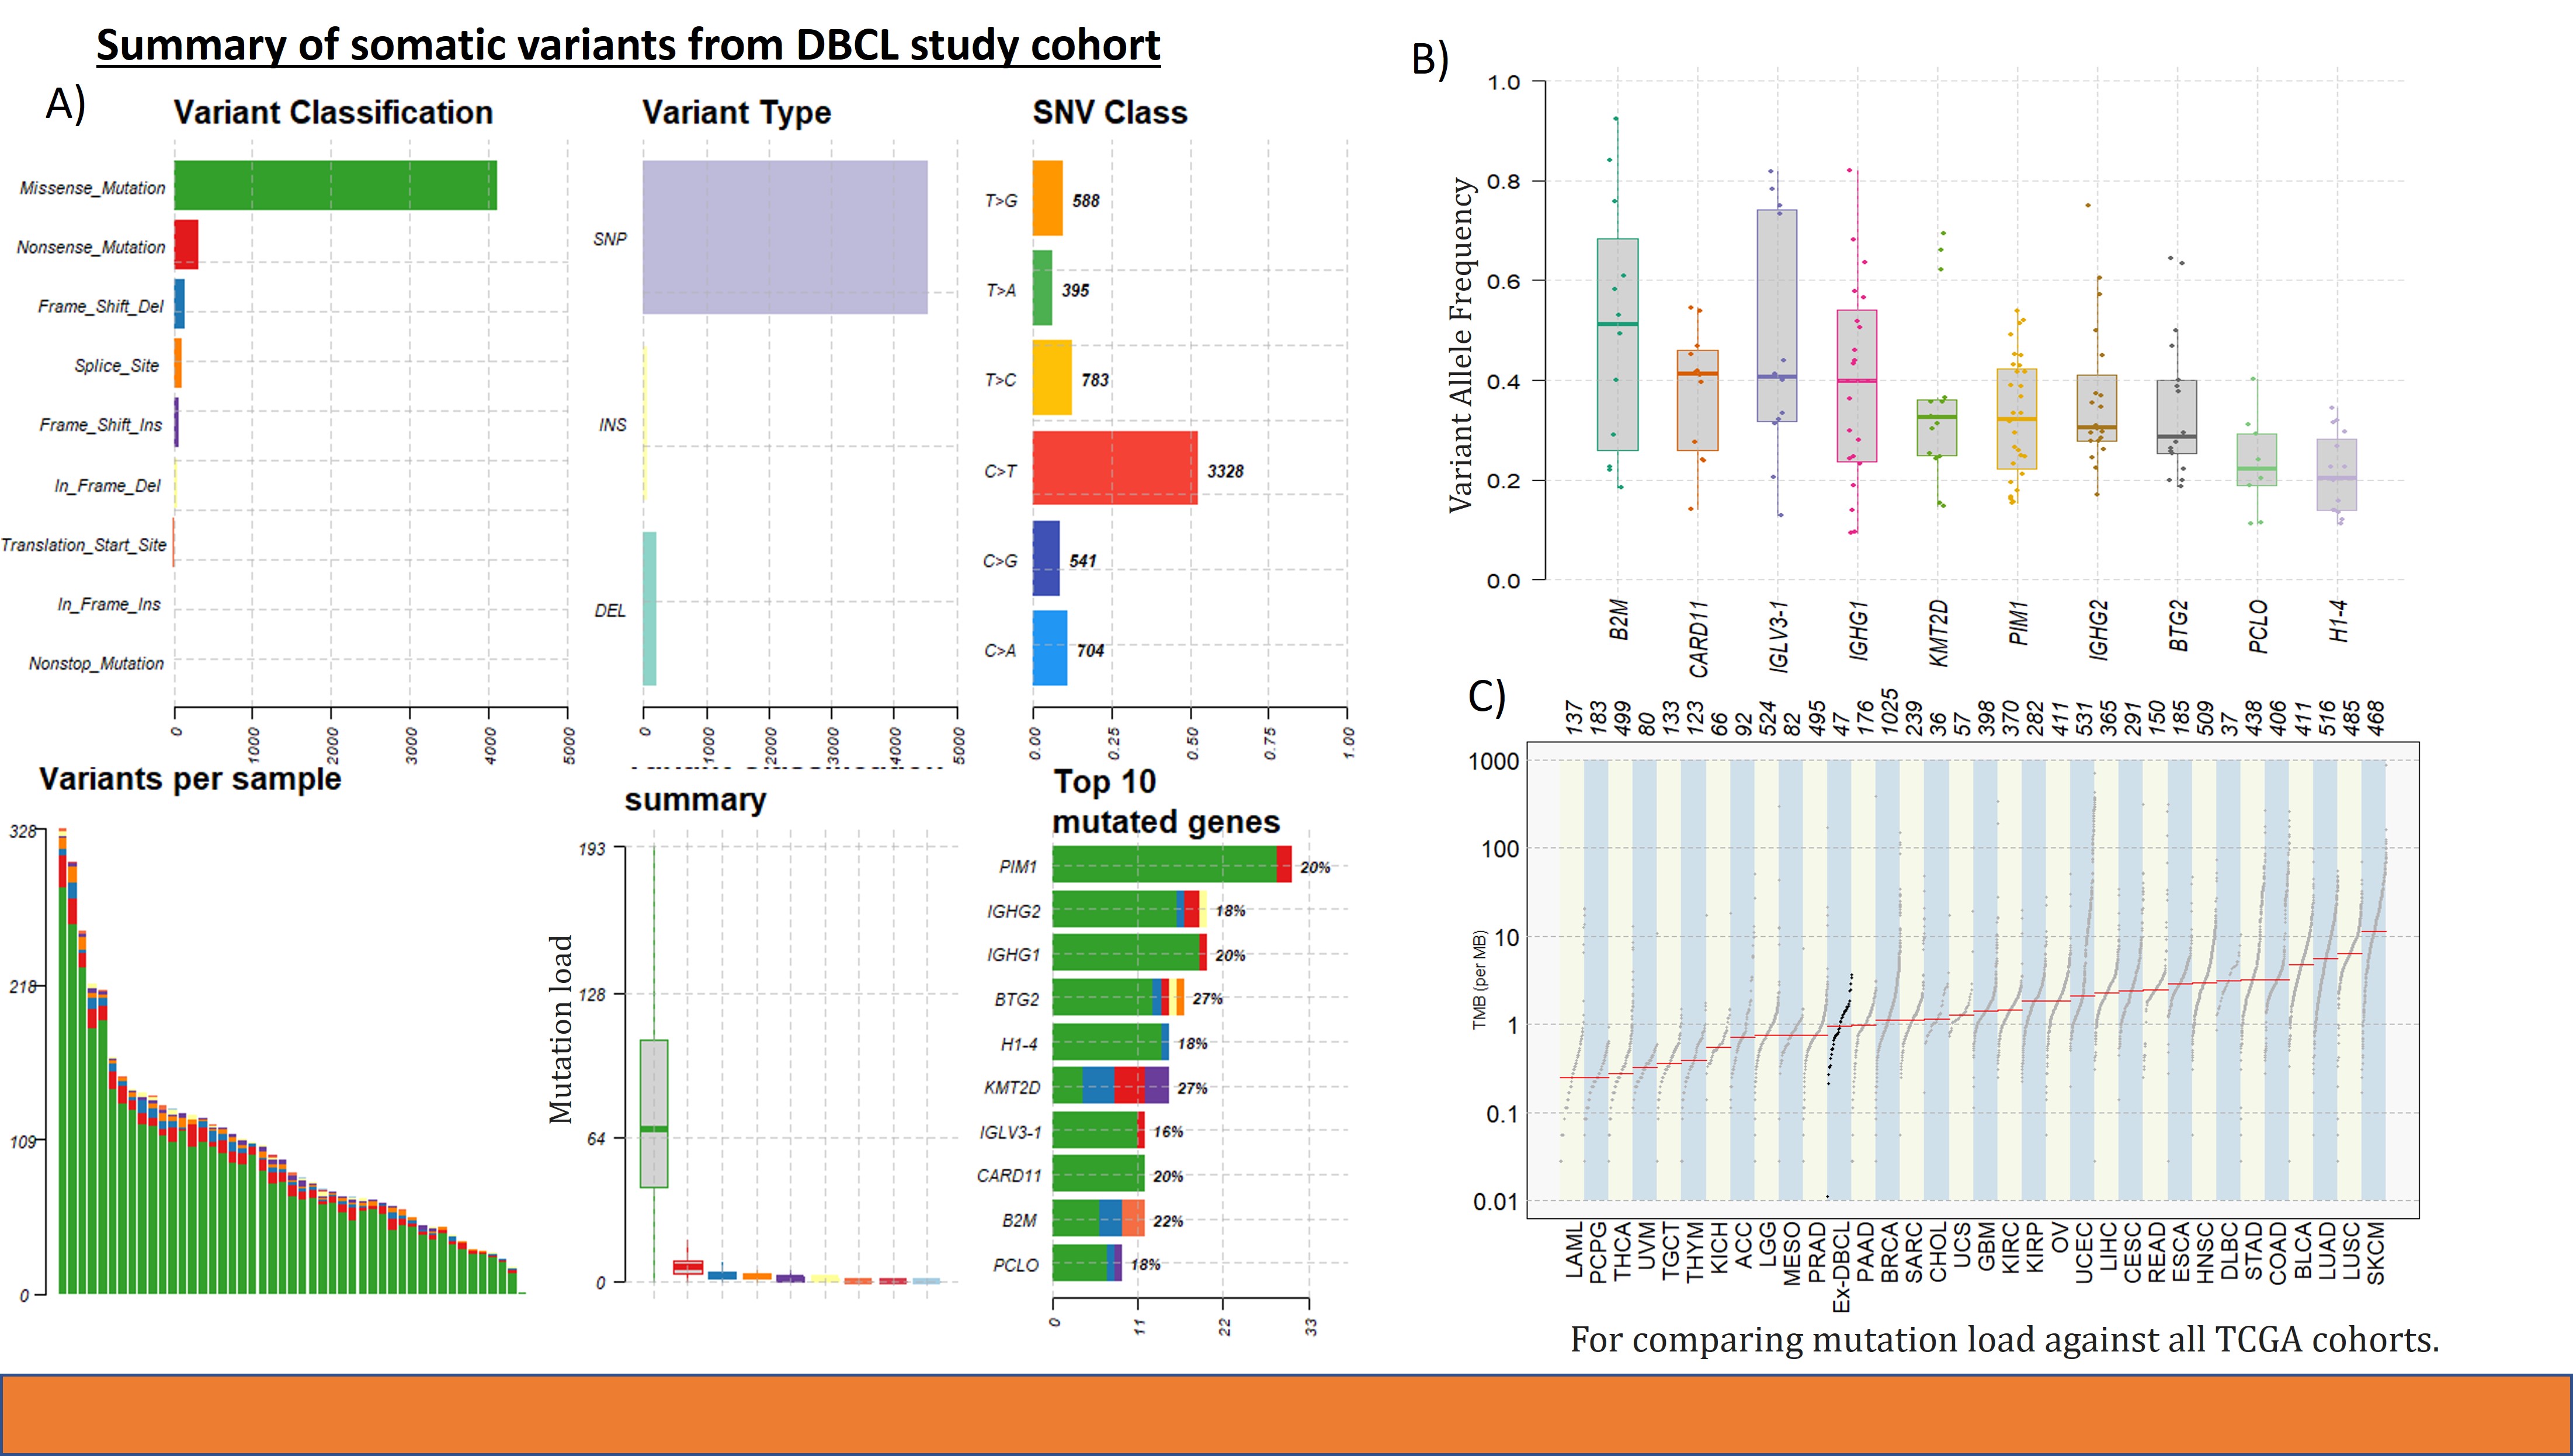 Summary of somatic variants from DBCL study cohort
A)
Variant Classification
Missense_Mutation
Nonsense_Mutation
Frame_Shift_Del
Splice_Site
Frame_Shift_Ins
In_Frame_Del
Translation_Start_Site
In_Frame_Ins
Nonstop_Mutation
0 1000 2000 3000 4000 5000
Variant Type
SNP
INS
DEL
0 1000 2000 3000 4000 5000
SNV Class
T>G 588
T>A 395
T>C 783
C>T 3328
C>G 541
C>A 704
0.00 0.25 0.50 0.75 1.00
Variants per sample
328
218
109
0
summary
Mutation load
193
128
64
0
Top 10
mutated genes
PIM1 20%
IGHG2 18%
IGHG1 20%
BTG2 27%
H1-4 18%
KMT2D 27%
IGLV3-1 16%
CARD11 20%
B2M 22%
PCLO 18%
0 11 22 33
B)
Variant Allele Frequency
1.0
0.8
0.6
0.4
0.2
0.0
B2M CARD11 IGLV3-1 IGHG1 KMT2D PIM1 IGHG2 BTG2 PCLO H1-4
C)
137 183 499 80 133 123 66 92 524 82 495 47 176 1025 239 36 57 398 370 282 411 531 365 291 150 185 509 37 438 406 411 516 485 468
TMB (per MB)
1000
100
10
1
0.1
0.01
LAML PCPG THCA UVM TGCT THYM KICH ACC LGG MESO PRAD Ex-DBCL PAAD BRCA SARC CHOL UCS GBM KIRC KIRP OV UCEC LIHC CESC READ ESCA HNSC DLBC STAD COAD BLCA LUAD LUSC SKCM
For comparing mutation load against all TCGA cohorts.